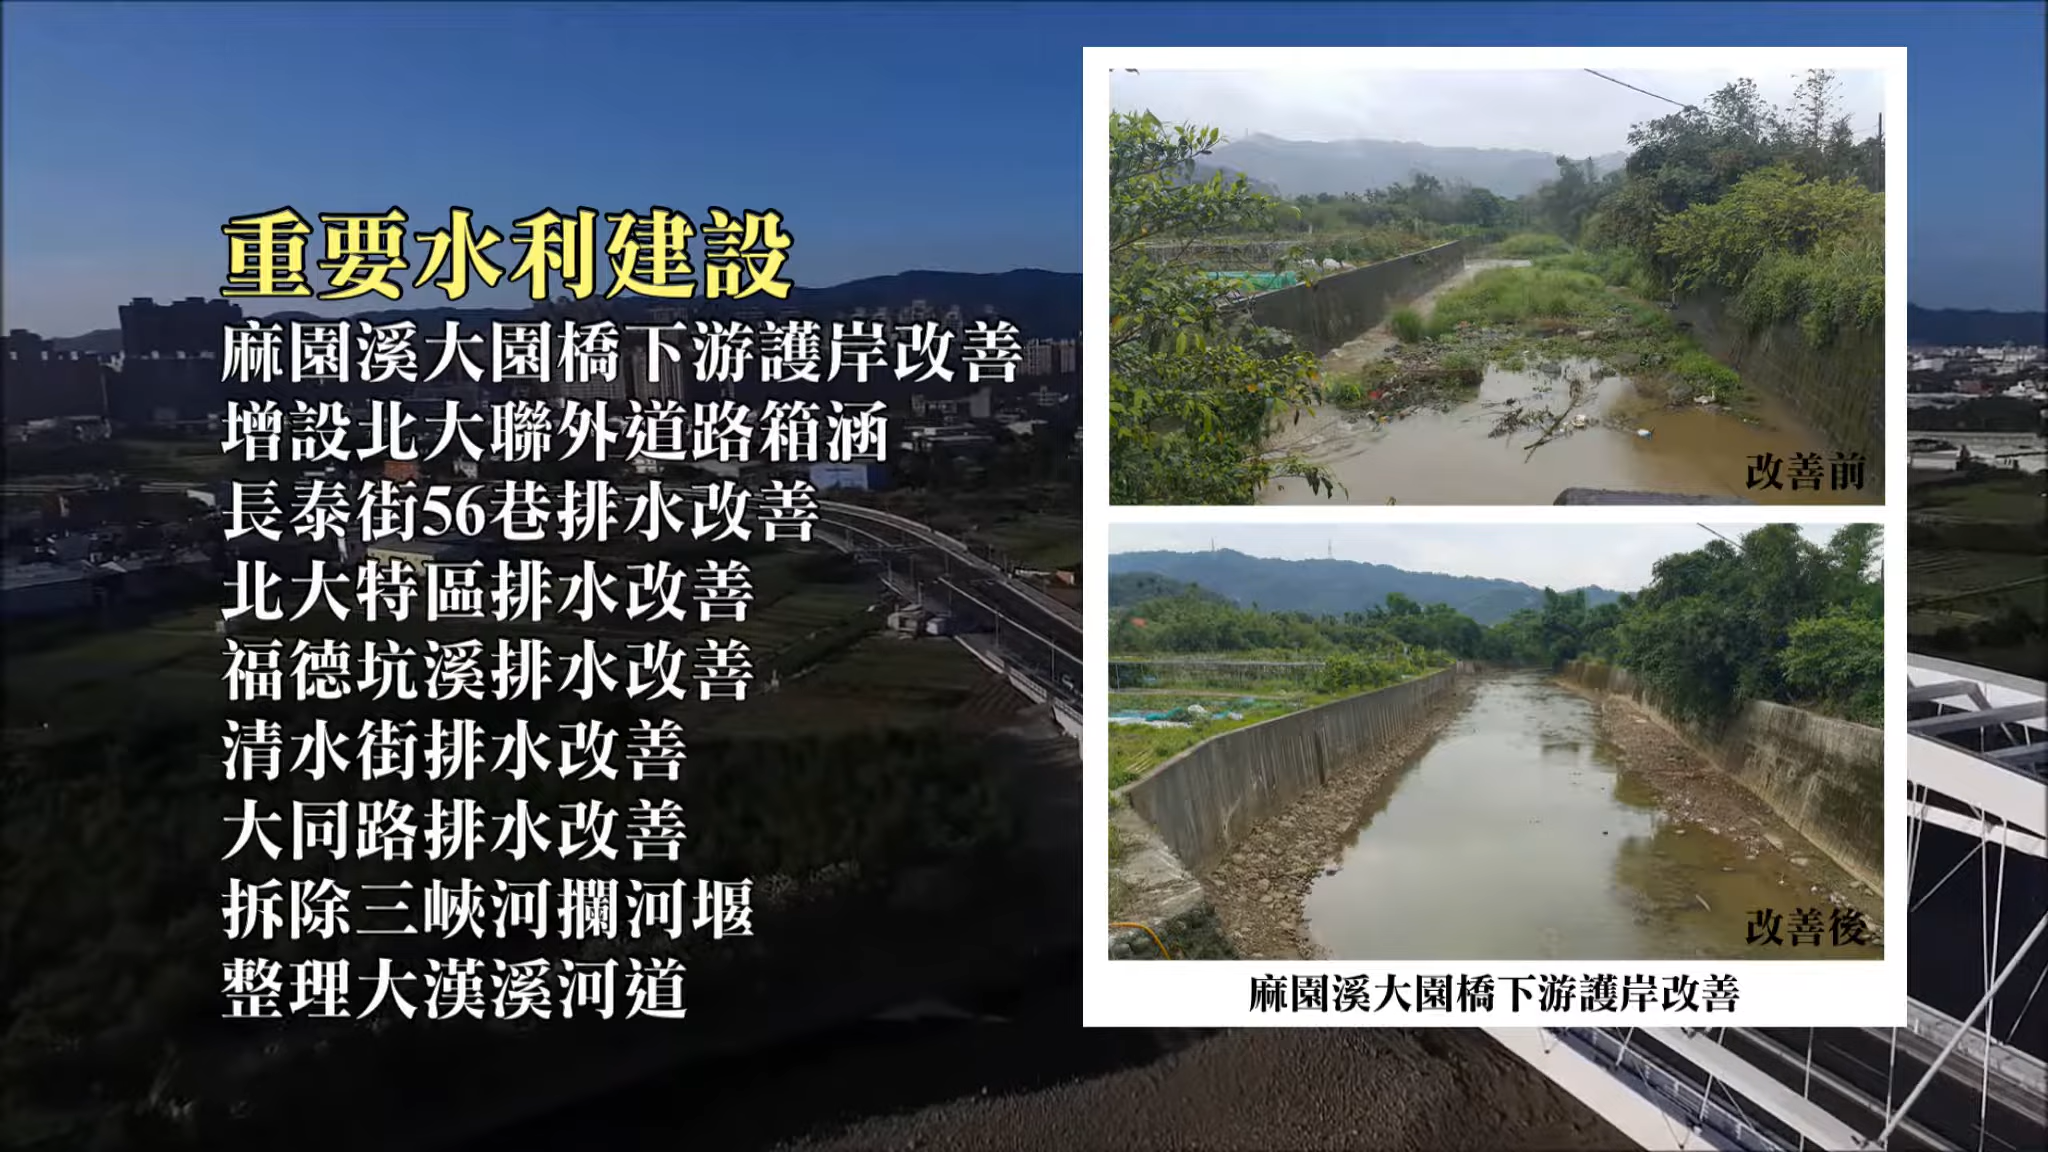 重要水利建設
麻園溪大園橋下游護岸改善
增設北大聯外道路箱涵
長泰街56巷排水改善
北大特區排水改善
福德坑溪排水改善
清水街排水改善
大同路排水改善
拆除三峽河攔河堰
整理大漢溪河道
改善前
改善後
麻園溪大園橋下游護岸改善